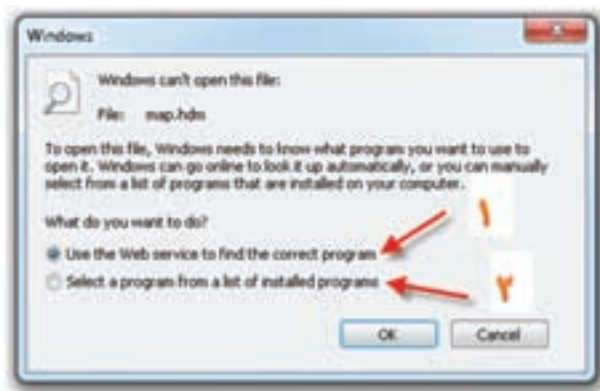 Windows
Windows can't open this file:
File: map.hdm
To open this file, Windows needs to know what program you want to use to
open it. Windows can go online to look it up automatically, or you can manually
select from a list of programs that are installed on your computer.
What do you want to do?
۱
Use the Web service to find the correct program
Select a program from a list of installed programs
۲
OK
Cancel